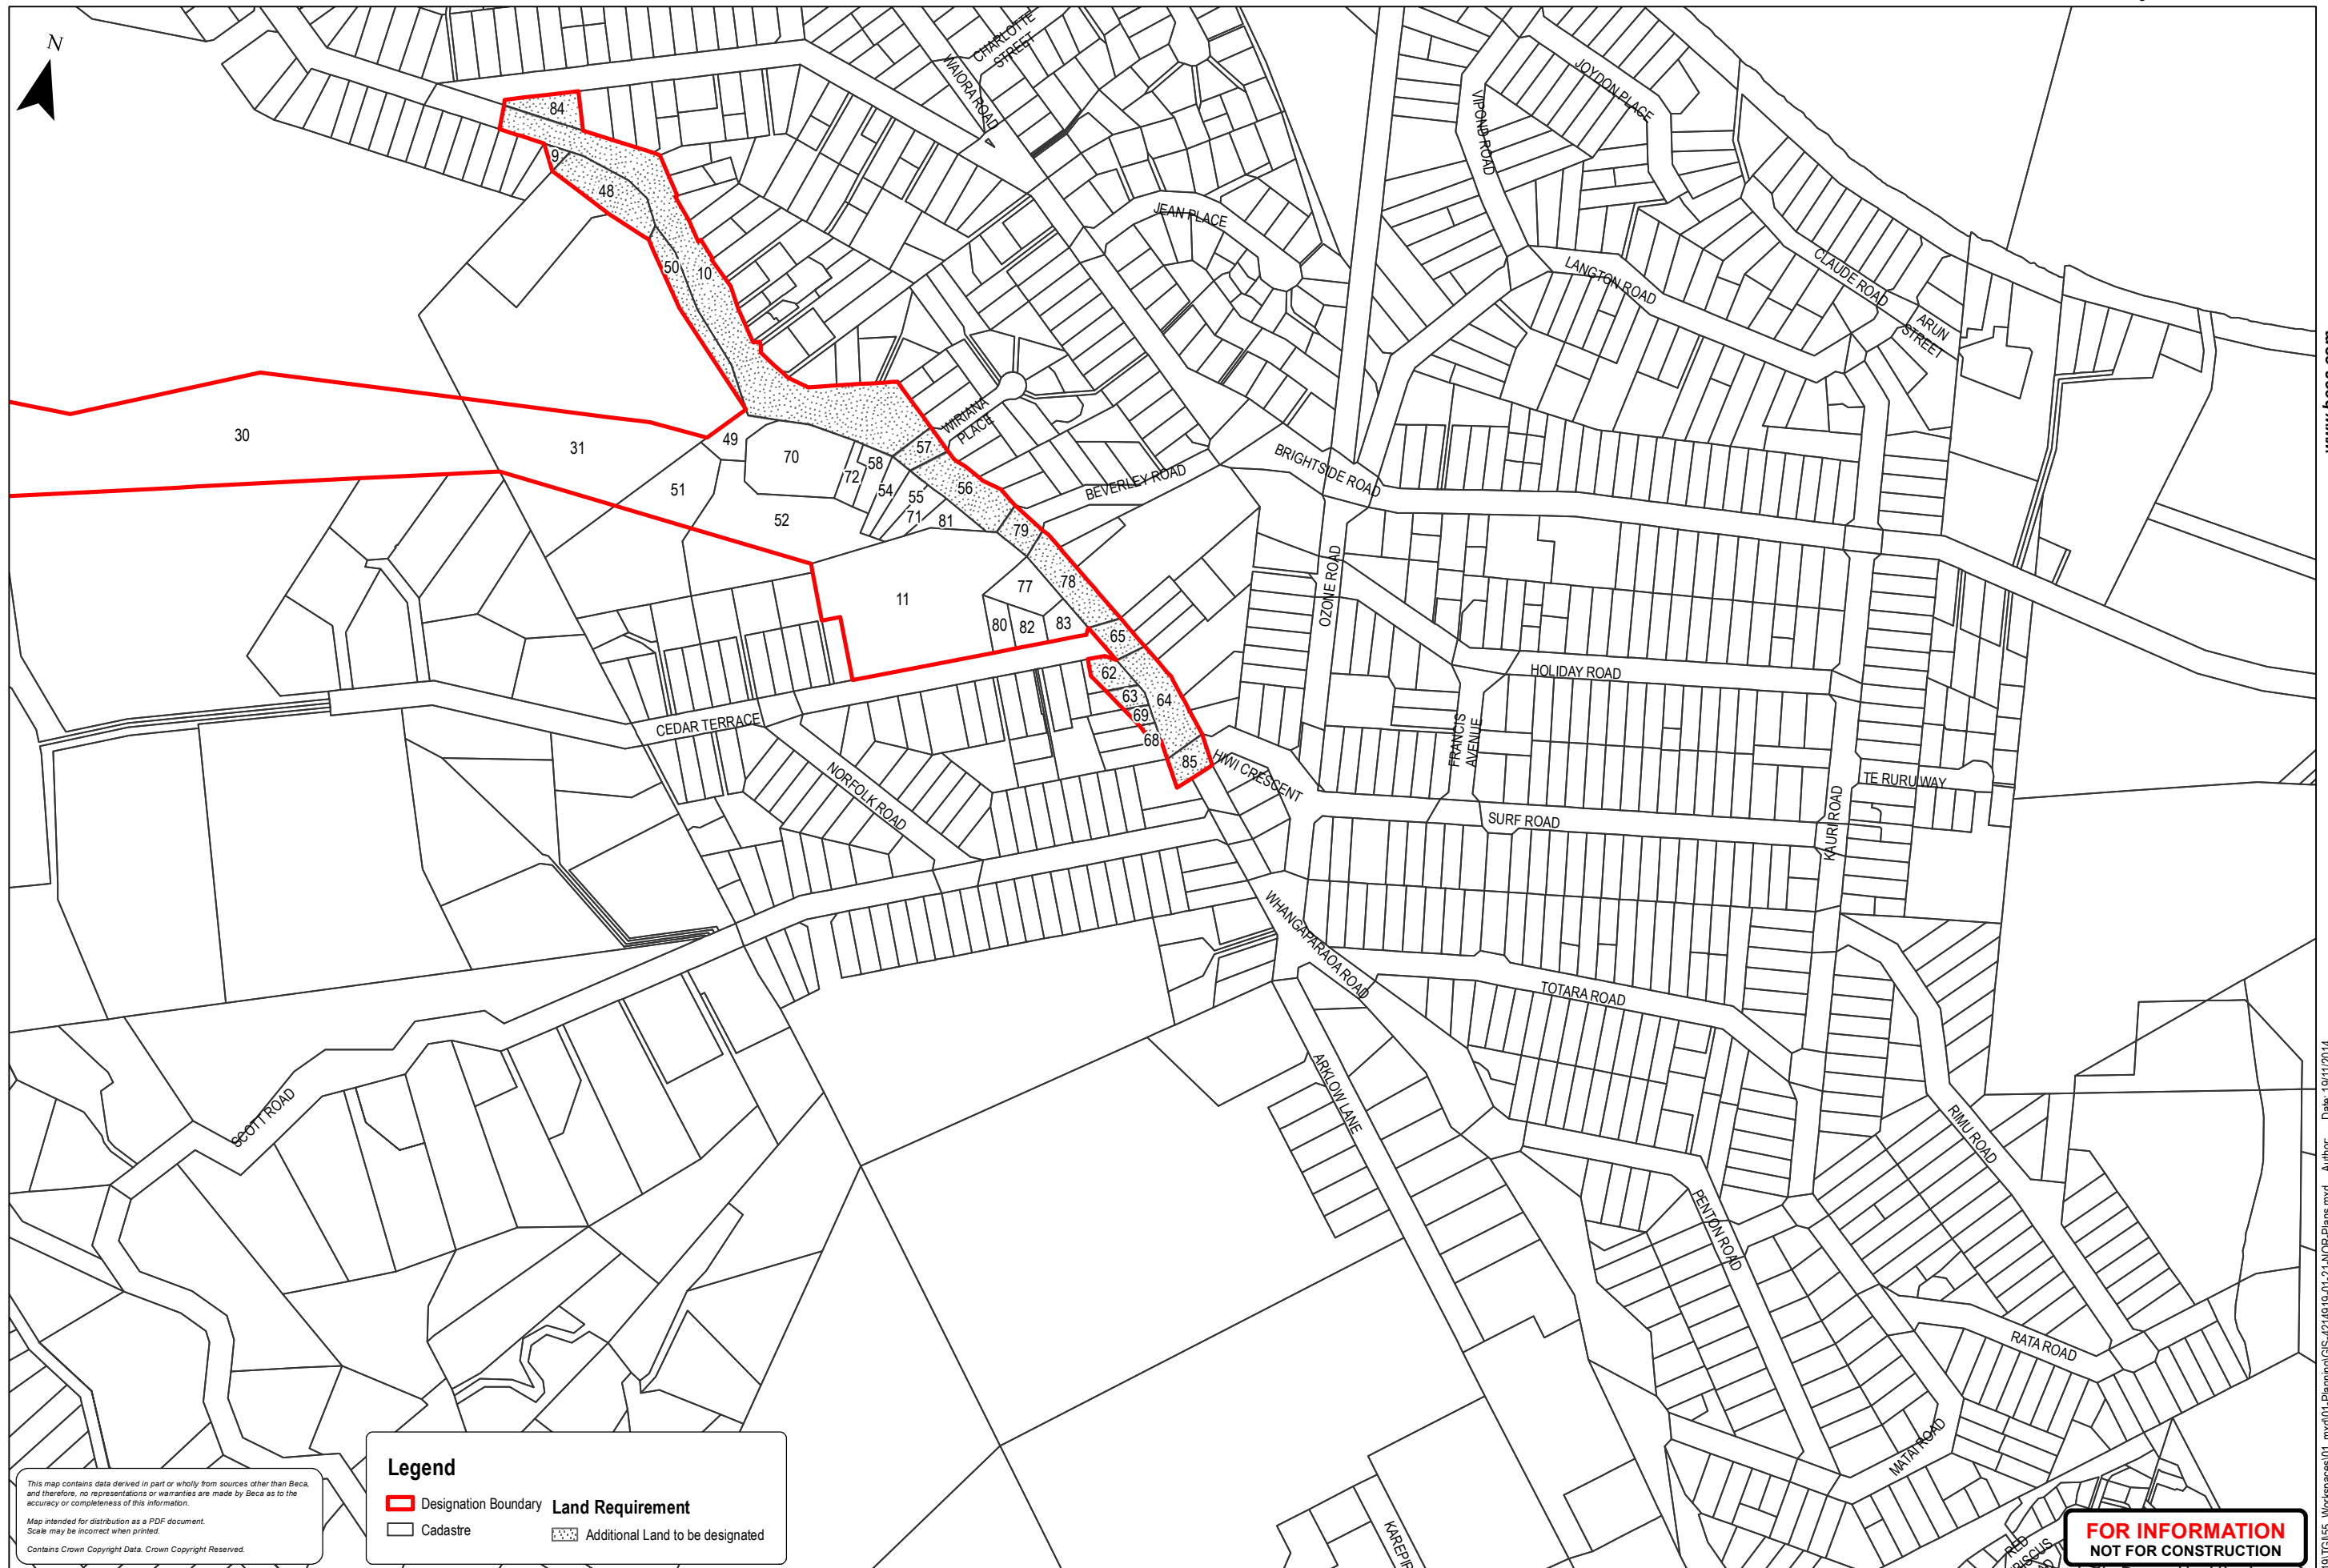 N
CHARLOTTE
STREET
WAIORA ROAD
JOYDON PLACE
VIPOND ROAD
84
9
48
JEAN PLACE
50
10
LANGTON ROAD
CLAUDE ROAD
ARUN
STREET
30
31
49
70
WIRIANA
PLACE
57
58
72
54
55
56
71
81
51
52
BEVERLEY ROAD
BRIGHTSIDE ROAD
79
78
77
11
80
82
83
65
62
63
64
69
68
85
OZONE ROAD
HOLIDAY ROAD
FRANCIS
AVENUE
CEDAR TERRACE
NORFOLK ROAD
HIWI CRESCENT
SURF ROAD
KAURI ROAD
TE RURU WAY
WHANGAPARAOA ROAD
TOTARA ROAD
ARKLOW LANE
SCOTT ROAD
RIMU ROAD
PENTON ROAD
RATA ROAD
MATAI ROAD
RED
Legend
Designation Boundary
Cadastre
Land Requirement
Additional Land to be designated
This map contains data derived in part or wholly from sources other than Beca,
and therefore, no representations or warranties are made by Beca as to the
accuracy or completeness of this information.
Map intended for distribution as a PDF document.
Scale may be incorrect when printed.
Contains Crown Copyright Data. Crown Copyright Reserved.
FOR INFORMATION
NOT FOR CONSTRUCTION